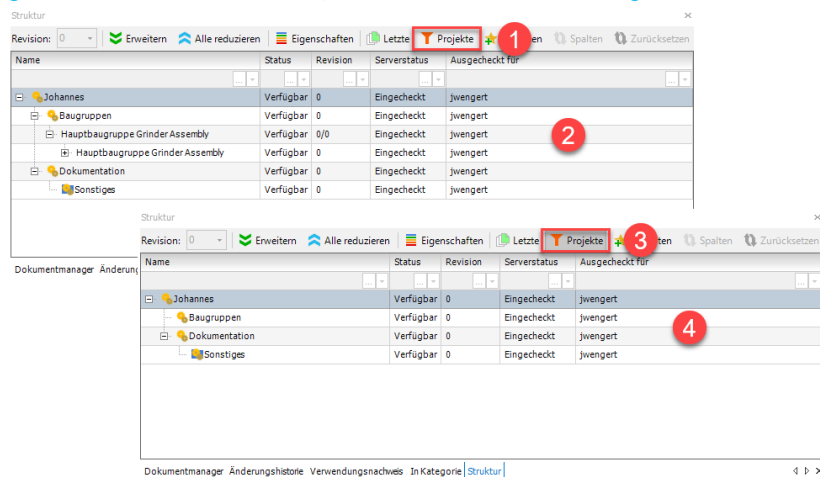 Struktur
Revision: 0 Erweitern Alle reduzieren Eigenschaften Letzte Projekte 1 en Spalten Zurücksetzen
Name Status Revision Serverstatus Ausgecheckt für
Johannes Verfügbar 0 Eingecheckt jwengert
Baugruppen Verfügbar 0 Eingecheckt jwengert
Hauptbaugruppe Grinder Assembly Verfügbar 0/0 Eingecheckt jwengert 2
Hauptbaugruppe Grinder Assembly Verfügbar 0 Eingecheckt jwengert
Dokumentation Verfügbar 0 Eingecheckt jwengert
Sonstiges Verfügbar 0 Eingecheckt jwengert
Dokumentmanager Änderung
Struktur
Revision: 0 Erweitern Alle reduzieren Eigenschaften Letzte Projekte 3 ten Spalten Zurücksetzen
Name Status Revision Serverstatus Ausgecheckt für
Johannes Verfügbar 0 Eingecheckt jwengert
Baugruppen Verfügbar 0 Eingecheckt jwengert
Dokumentation Verfügbar 0 Eingecheckt jwengert 4
Sonstiges Verfügbar 0 Eingecheckt jwengert
Dokumentmanager Änderungshistorie Verwendungsnachweis In Kategorie Struktur